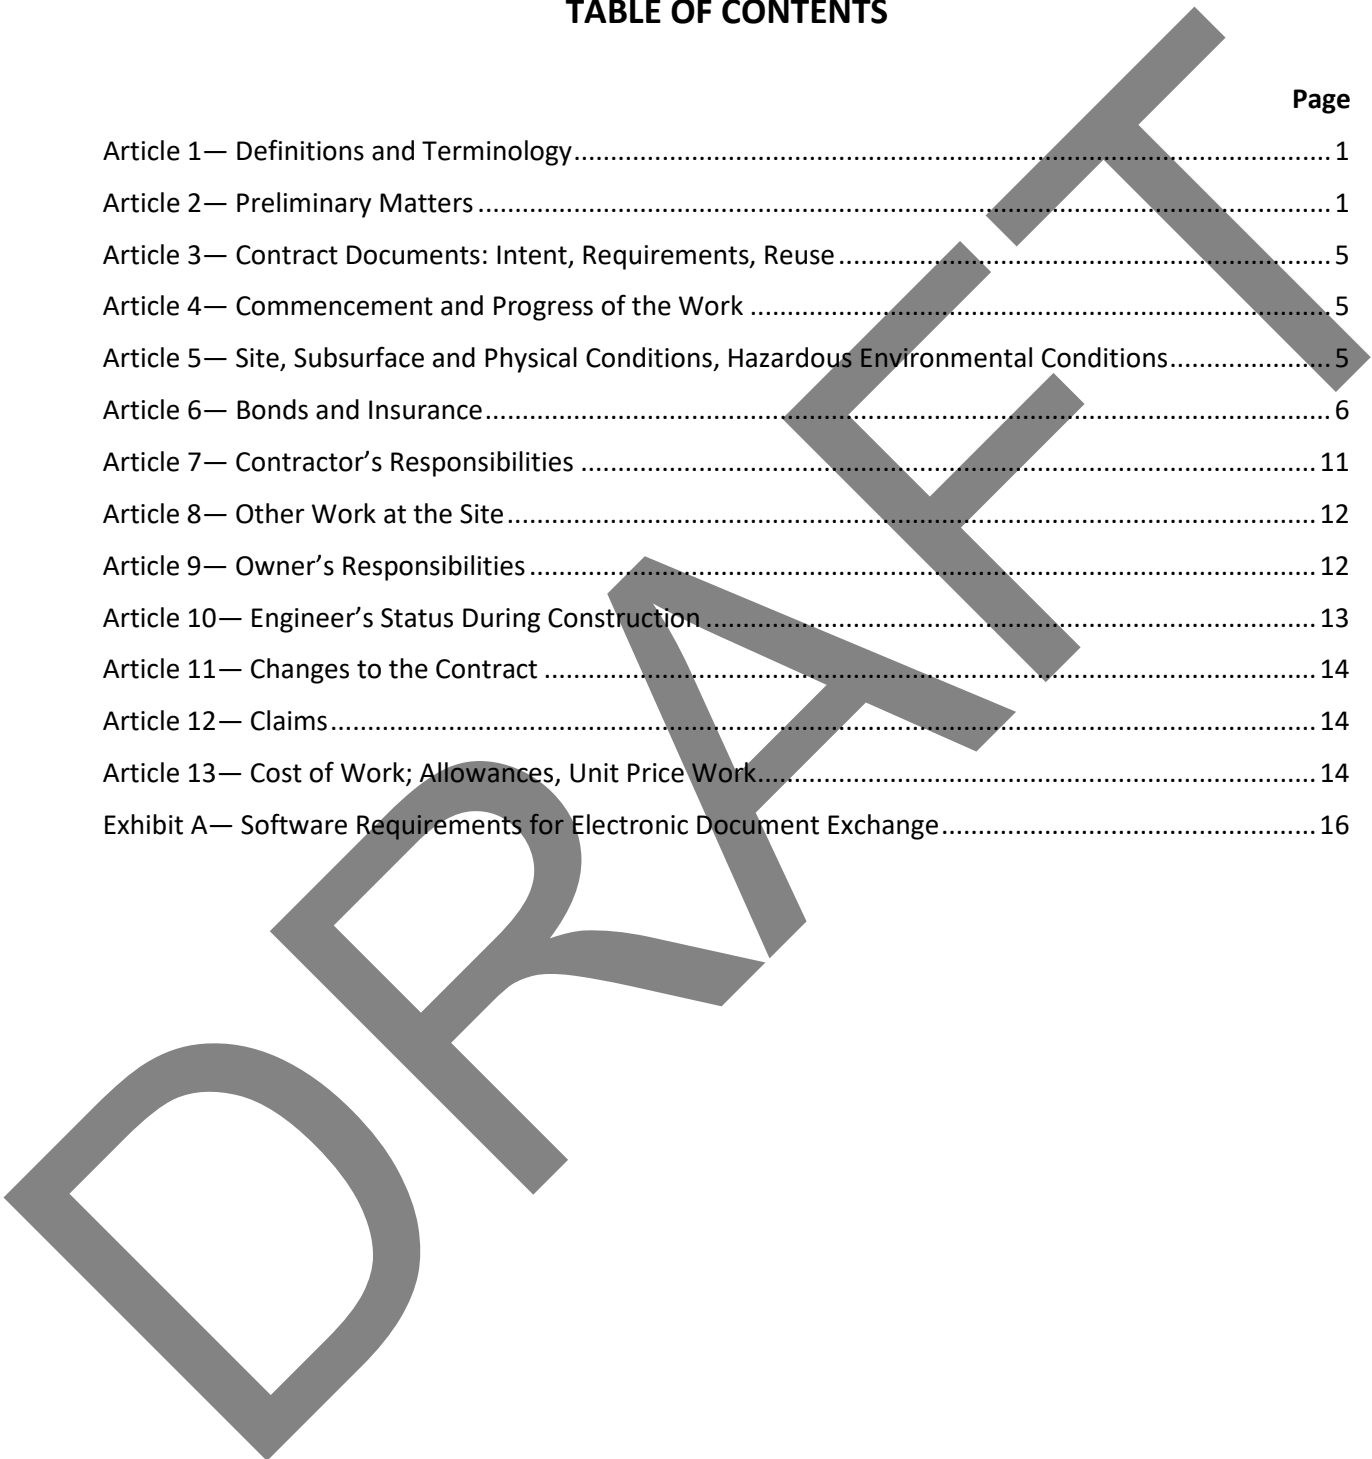 TABLE OF CONTENTS
Page
Article 1— Definitions and Terminology........................................................................................................1
Article 2— Preliminary Matters....................................................................................................................1
Article 3— Contract Documents: Intent, Requirements, Reuse....................................................................5
Article 4— Commencement and Progress of the Work................................................................................5
Article 5— Site, Subsurface and Physical Conditions, Hazardous Environmental Conditions......................5
Article 6— Bonds and Insurance...................................................................................................................6
Article 7— Contractor’s Responsibilities.....................................................................................................11
Article 8— Other Work at the Site...............................................................................................................12
Article 9— Owner’s Responsibilities............................................................................................................12
Article 10— Engineer’s Status During Construction....................................................................................13
Article 11— Changes to the Contract..........................................................................................................14
Article 12— Claims.......................................................................................................................................14
Article 13— Cost of Work; Allowances, Unit Price Work.............................................................................14
Exhibit A— Software Requirements for Electronic Document Exchange...................................................16
DRAFT